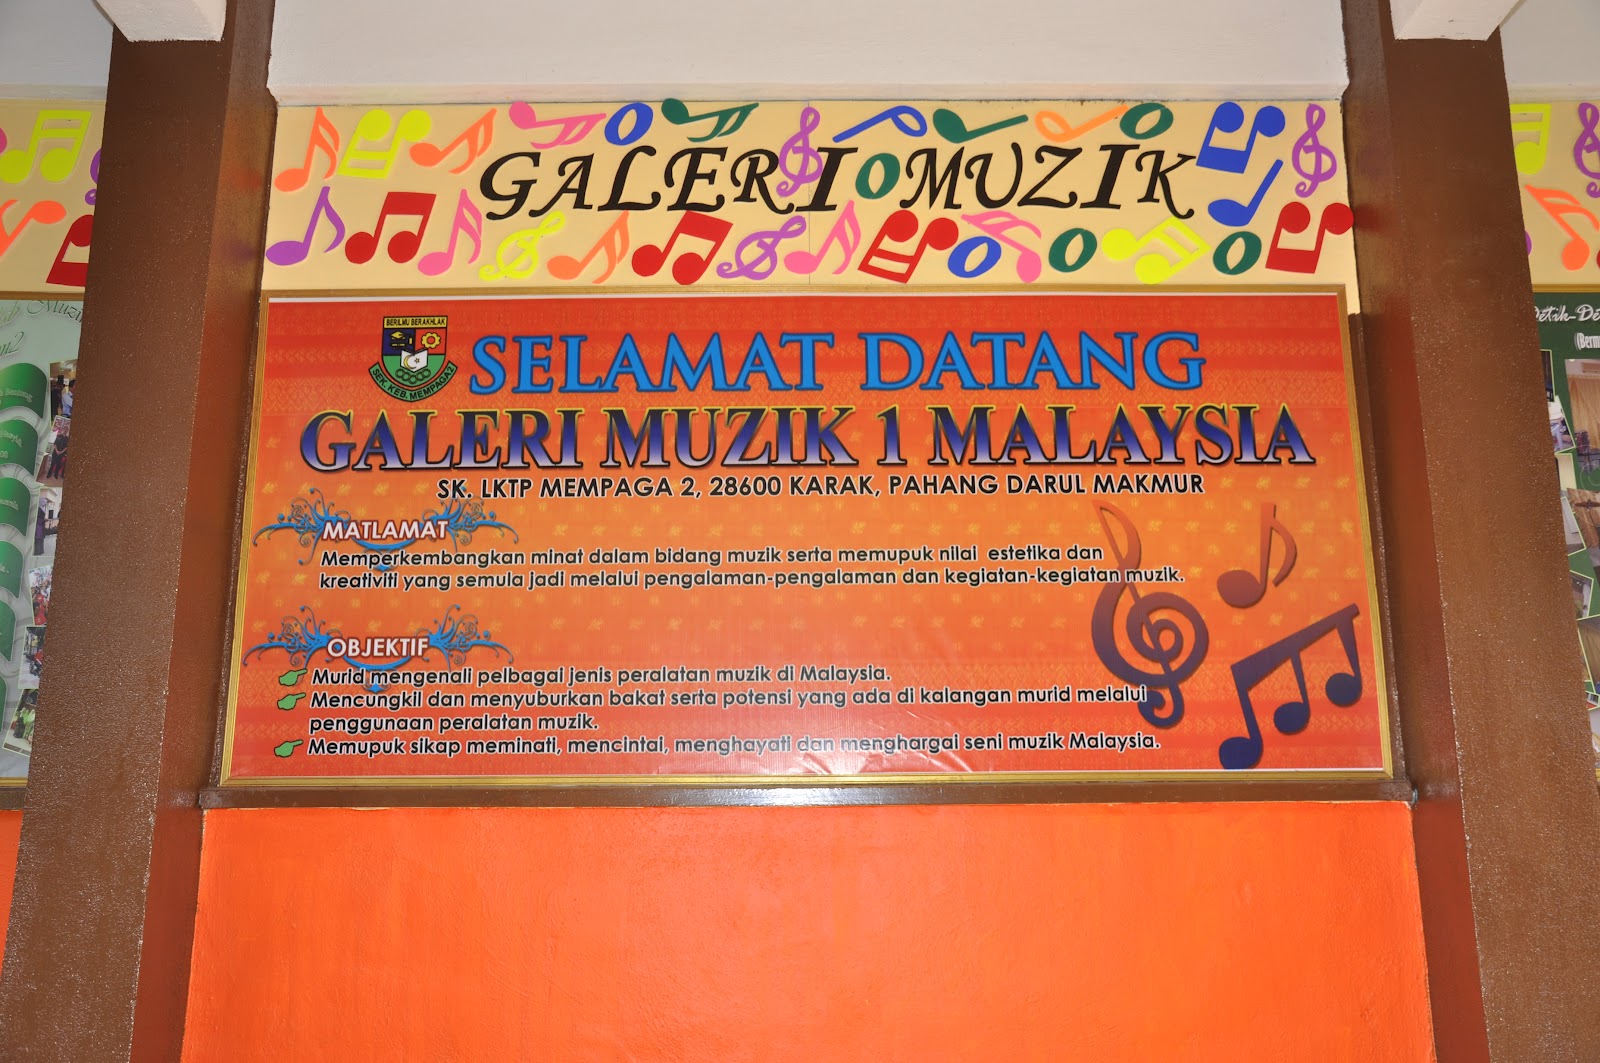 GALERI MUZIK
BERILMU BERAKHLAK
SEK. KEB. MEMPAGA 2
SELAMAT DATANG
GALERI MUZIK 1 MALAYSIA
SK. LKTP MEMPAGA 2, 28600 KARAK, PAHANG DARUL MAKMUR
MATLAMAT
Memperkembangkan minat dalam bidang muzik serta memupuk nilai estetika dan
kreativiti yang semula jadi melalui pengalaman-pengalaman dan kegiatan-kegiatan muzik.
OBJEKTIF
Murid mengenali pelbagai jenis peralatan muzik di Malaysia.
Mencungkil dan menyuburkan bakat serta potensi yang ada di kalangan murid melalui
penggunaan peralatan muzik.
Memupuk sikap meminati, mencintai, menghayati dan menghargai seni muzik Malaysia.